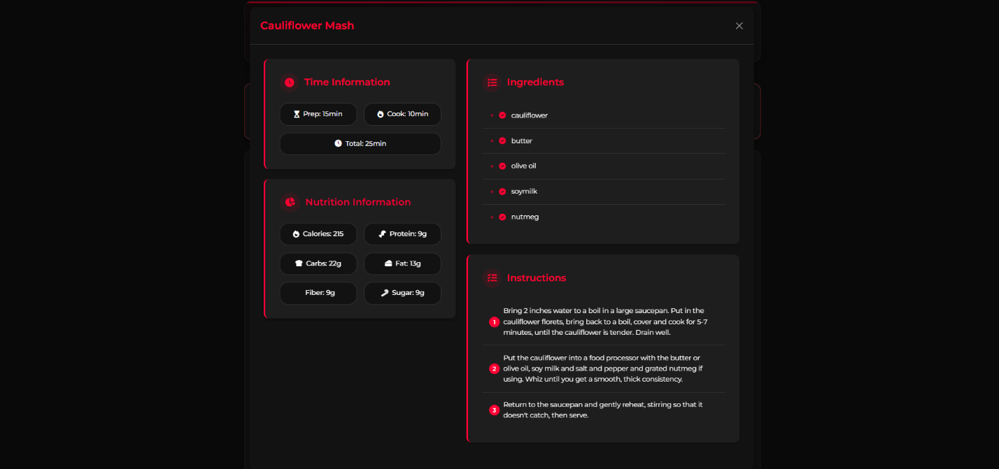 Cauliflower Mash
Time Information
Prep: 15min
Cook: 10min
Total: 25min
Nutrition Information
Calories: 215
Protein: 9g
Carbs: 22g
Fat: 13g
Fiber: 9g
Sugar: 9g
Ingredients
cauliflower
butter
olive oil
soymilk
nutmeg
Instructions
1
Bring 2 inches water to a boil in a large saucepan. Put in the
cauliflower florets, bring back to a boil, cover and cook for 5-7
minutes, until the cauliflower is tender. Drain well.
2
Put the cauliflower into a food processor with the butter or
olive oil, soy milk and salt and pepper and grated nutmeg if
using. Whiz until you get a smooth, thick consistency.
3
Return to the saucepan and gently reheat, stirring so that it
doesn't catch, then serve.